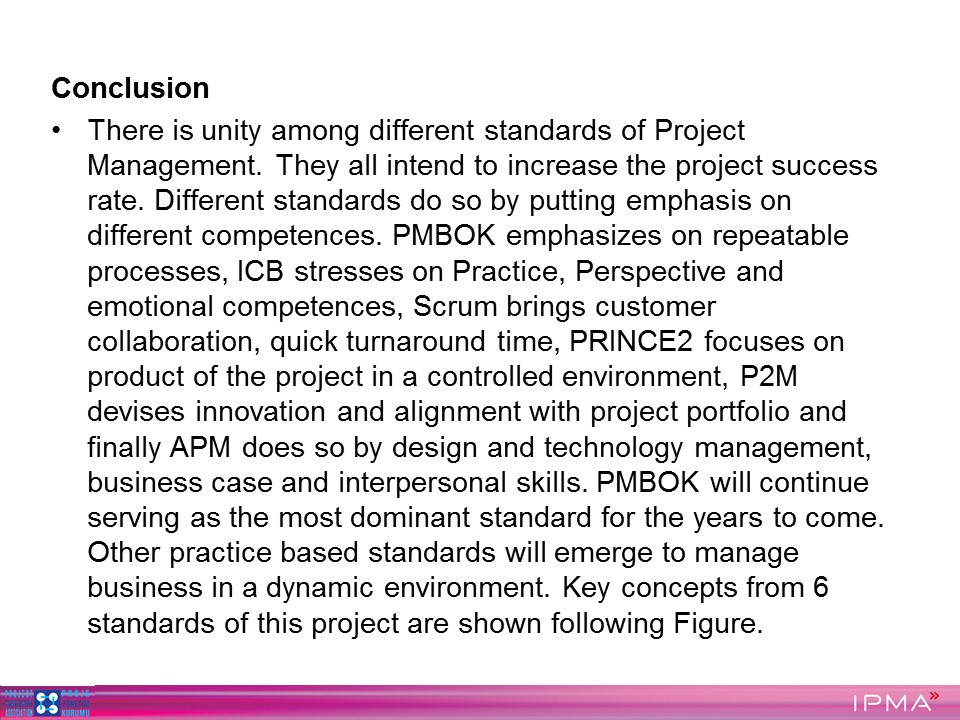 Conclusion
• There is unity among different standards of Project
Management. They all intend to increase the project success
rate. Different standards do so by putting emphasis on
different competences. PMBOK emphasizes on repeatable
processes, ICB stresses on Practice, Perspective and
emotional competences, Scrum brings customer
collaboration, quick turnaround time, PRINCE2 focuses on
product of the project in a controlled environment, P2M
devises innovation and alignment with project portfolio and
finally APM does so by design and technology management,
business case and interpersonal skills. PMBOK will continue
serving as the most dominant standard for the years to come.
Other practice based standards will emerge to manage
business in a dynamic environment. Key concepts from 6
standards of this project are shown following Figure.
IPMA